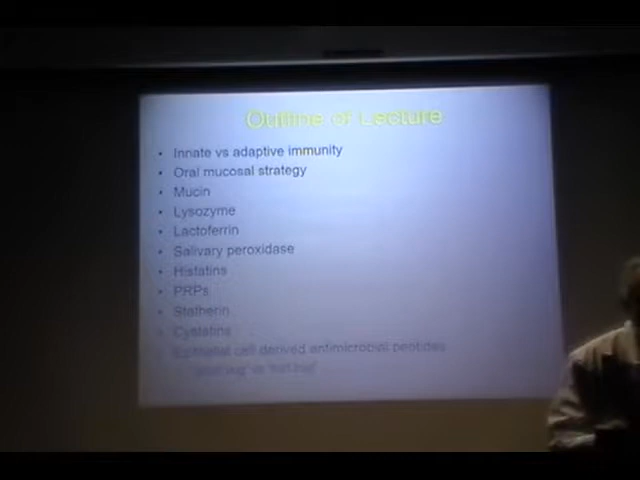 Outline of Lecture
• Innate vs adaptive immunity
• Oral mucosal strategy
• Mucin
• Lysozyme
• Lactoferrin
• Salivary peroxidase
• Histatins
• PRPs
• Statherin
• Cystatins
• Epithelial cell derived antimicrobial peptides